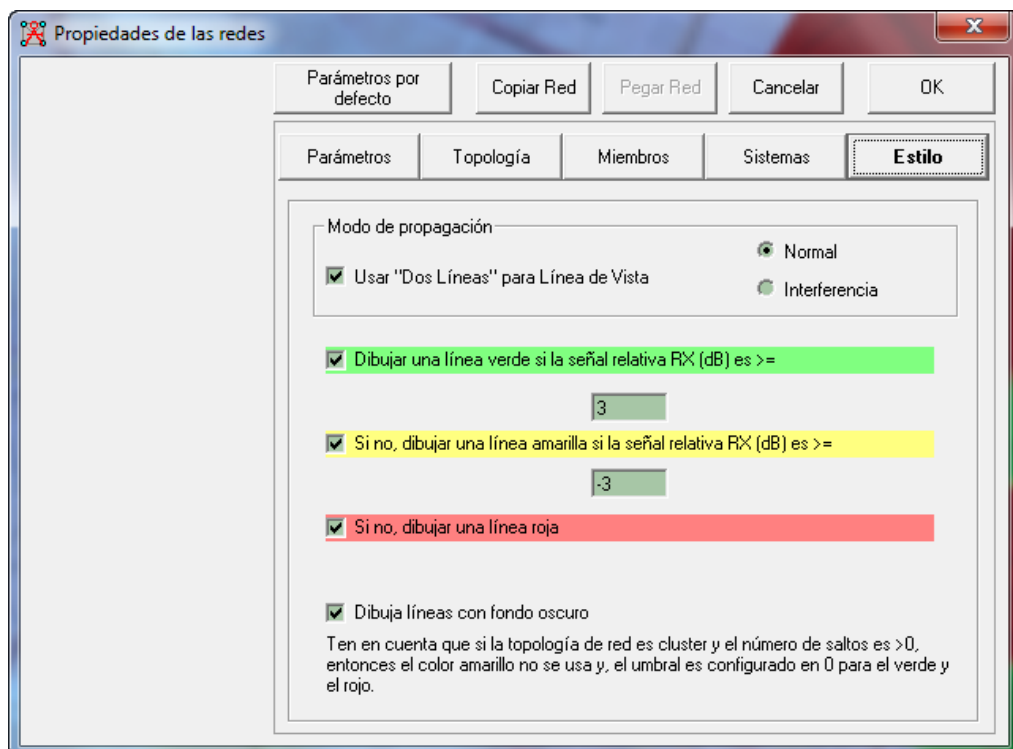 Propiedades de las redes
Parámetros por
defecto
Copiar Red
Pegar Red
Cancelar
OK
Parámetros
Topología
Miembros
Sistemas
Estilo
Modo de propagación
Usar "Dos Líneas" para Línea de Vista
Normal
Interferencia
Dibujar una línea verde si la señal relativa RX (dB) es >=
3
Si no, dibujar una línea amarilla si la señal relativa RX (dB) es >=
-3
Si no, dibujar una línea roja
Dibuja líneas con fondo oscuro
Ten en cuenta que si la topología de red es cluster y el número de saltos es >0,
entonces el color amarillo no se usa y, el umbral es configurado en 0 para el verde y
el rojo.